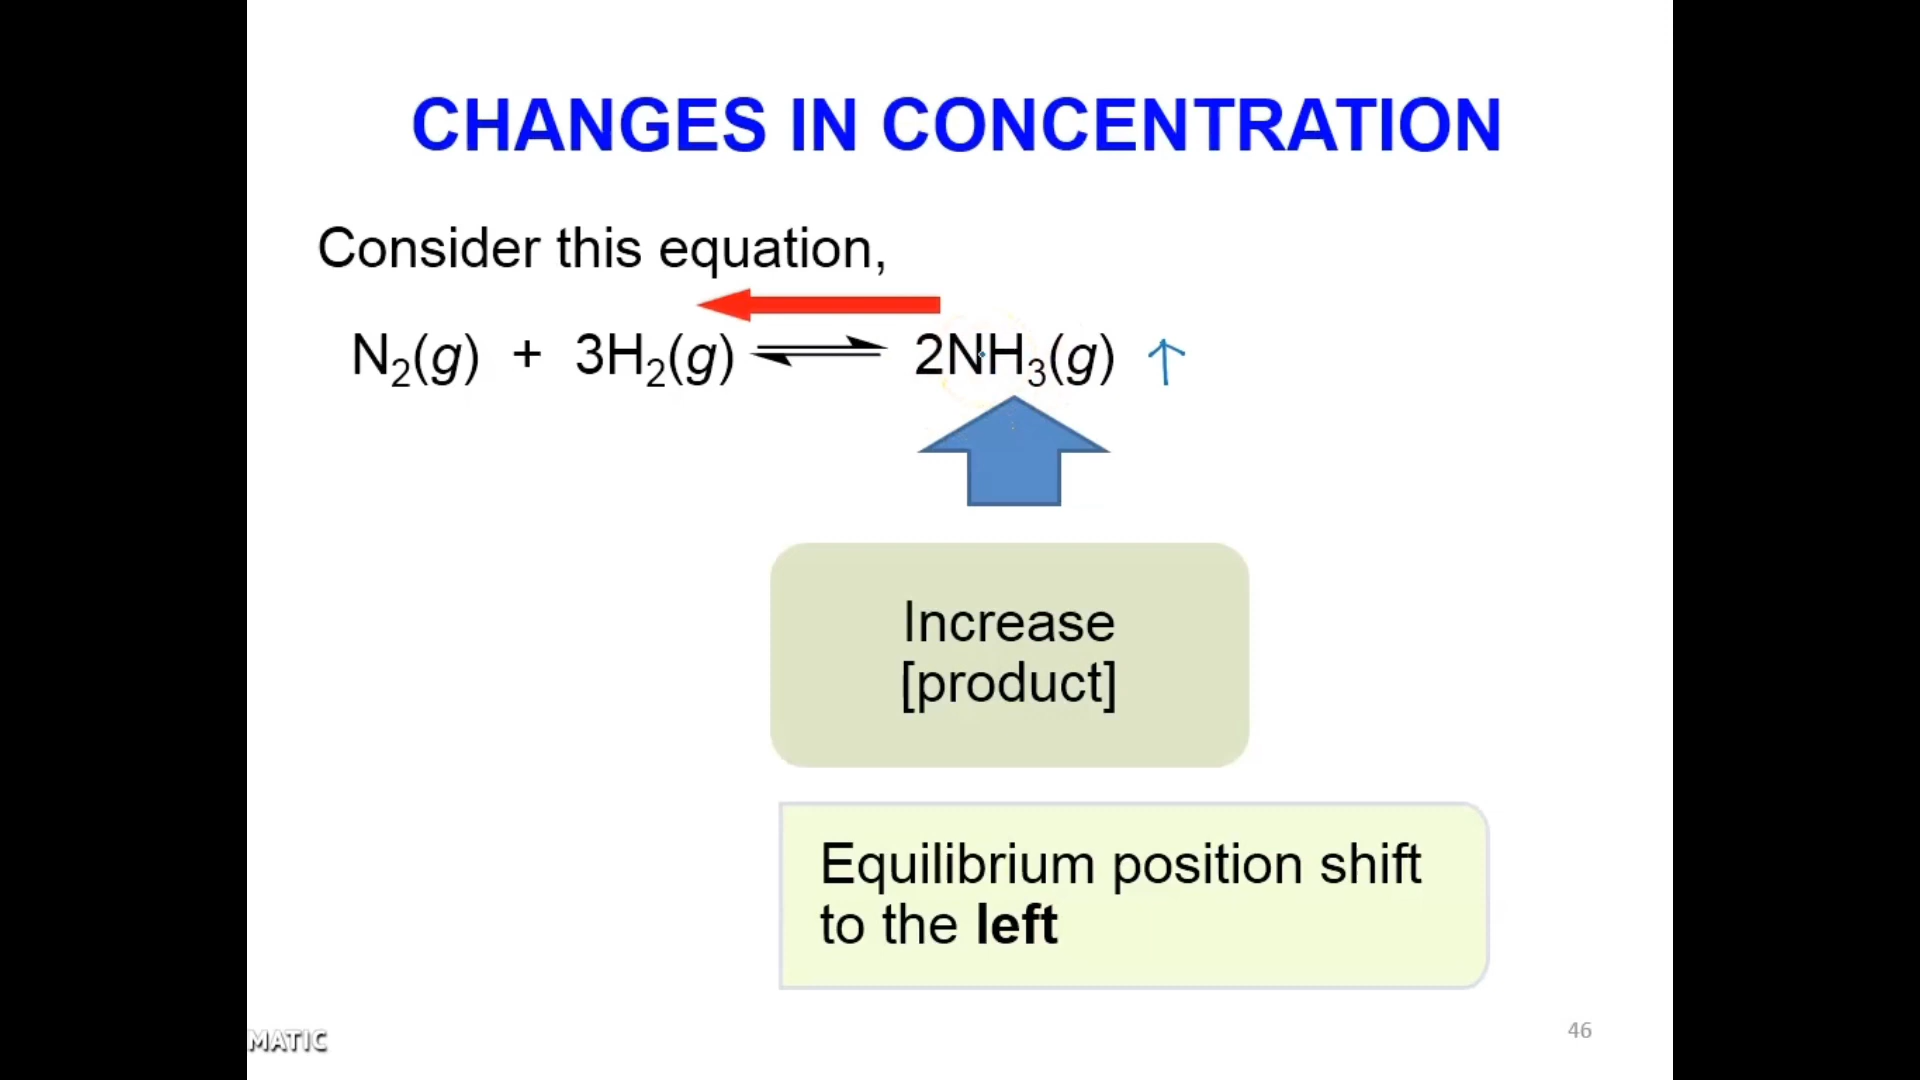 CHANGES IN CONCENTRATION
Consider this equation,
N₂(g) + 3H₂(g) ⇌ 2NH₃(g) ↑
Increase
[product]
Equilibrium position shift
to the left
MATIC
46